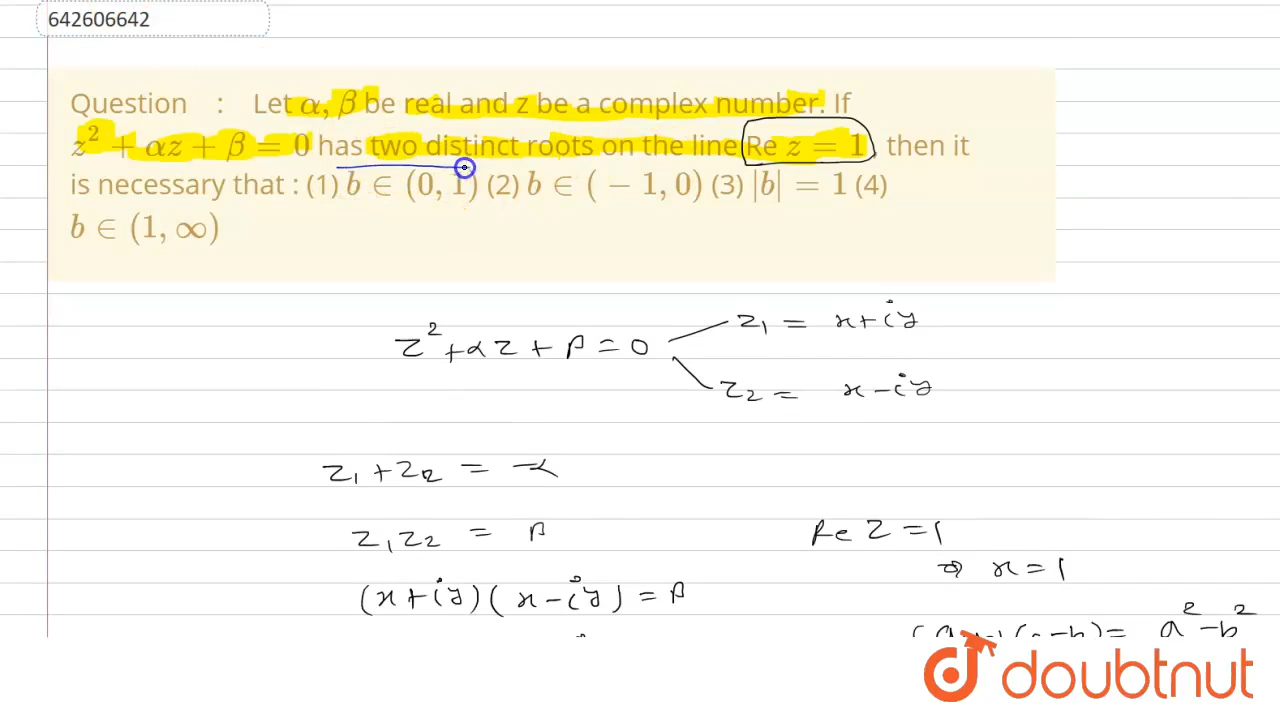 642606642
Question : Let α, β be real and z be a complex number. If
z² + αz + β = 0 has two distinct roots on the line Re z = 1 , then it
is necessary that : (1) b ∈ (0, 1) (2) b ∈ ( − 1, 0) (3) |b| = 1 (4)
b ∈ (1, ∞)
z₁ = x+iy
z²+αz + β = 0
z₂ = x-iy
z₁ + z₂ = -α
Re z = 1
z₁z₂ = β
⇒ x = 1
(x+iy)(x-iy) = β
= a²-b²
doubtnut